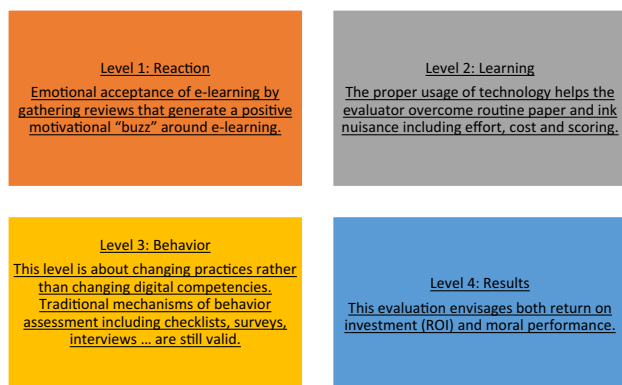 Level 1: Reaction
Emotional acceptance of e-learning by
gathering reviews that generate a positive
motivational “buzz” around e-learning.
Level 2: Learning
The proper usage of technology helps the
evaluator overcome routine paper and ink
nuisance including effort, cost and scoring.
Level 3: Behavior
This level is about changing practices rather
than changing digital competencies.
Traditional mechanisms of behavior
assessment including checklists, surveys,
interviews ... are still valid.
Level 4: Results
This evaluation envisages both return on
investment (ROI) and moral performance.